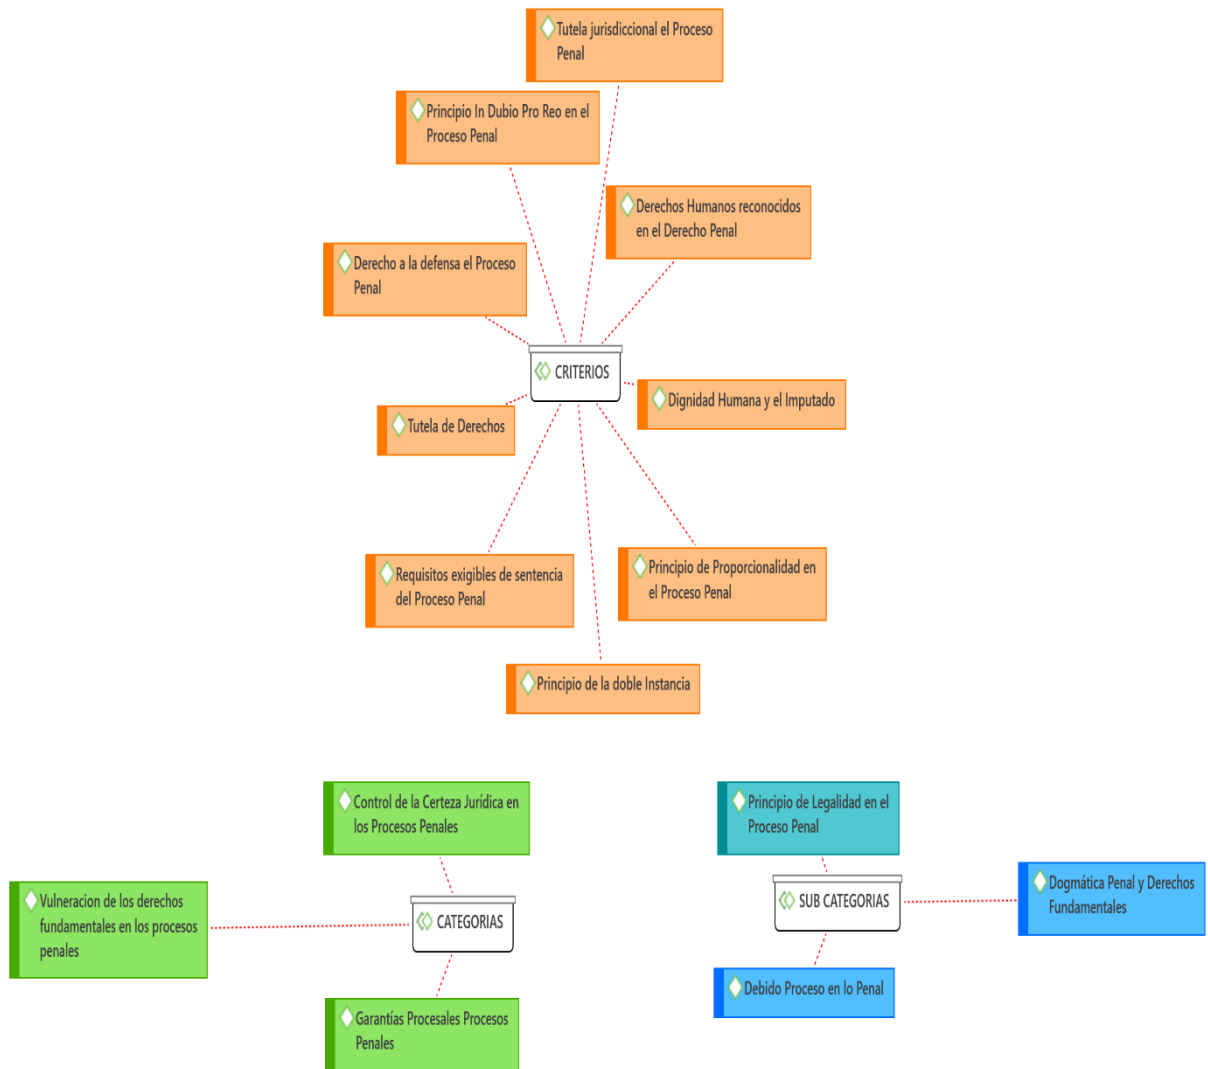 Tutela jurisdiccional el Proceso
Penal
Principio In Dubio Pro Reo en el
Proceso Penal
Derechos Humanos reconocidos
en el Derecho Penal
Derecho a la defensa el Proceso
Penal
CRITERIOS
Dignidad Humana y el Imputado
Tutela de Derechos
Requisitos exigibles de sentencia
del Proceso Penal
Principio de Proporcionalidad en
el Proceso Penal
Principio de la doble Instancia
Control de la Certeza Jurídica en
los Procesos Penales
Vulneracion de los derechos
fundamentales en los procesos
penales
CATEGORIAS
Garantías Procesales Procesos
Penales
Principio de Legalidad en el
Proceso Penal
SUB CATEGORIAS
Dogmática Penal y Derechos
Fundamentales
Debido Proceso en lo Penal